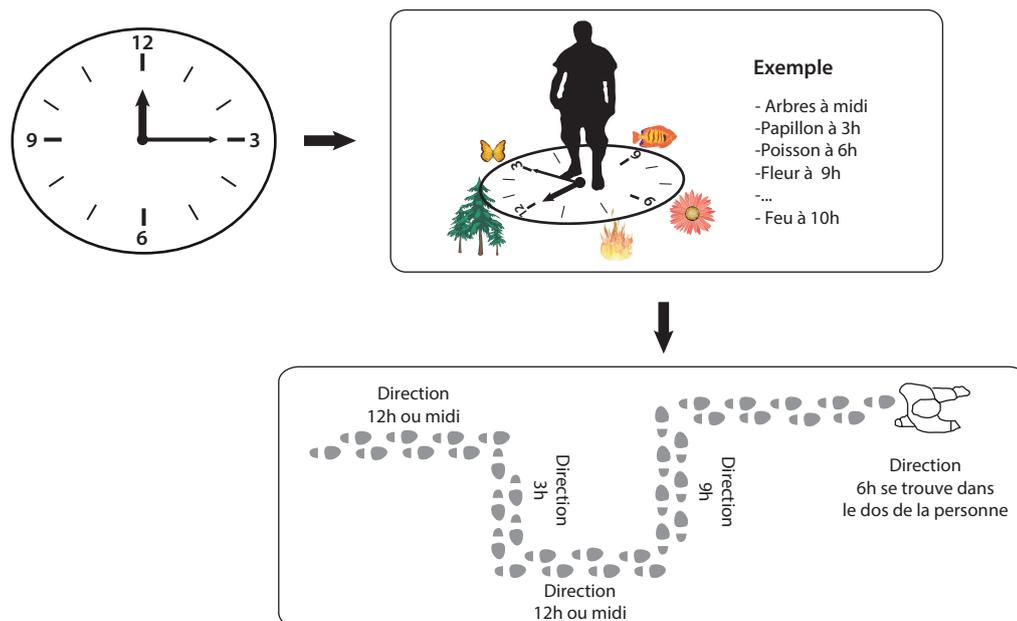 12
9
3
6
Exemple
- Arbres à midi
-Papillon à 3h
-Poisson à 6h
-Fleur à  9h
-...
- Feu à 10h
3
9
12
6
Direction
12h ou midi
Direction
3h
Direction
9h
Direction
6h se trouve dans
le dos de la personne
Direction
12h ou midi